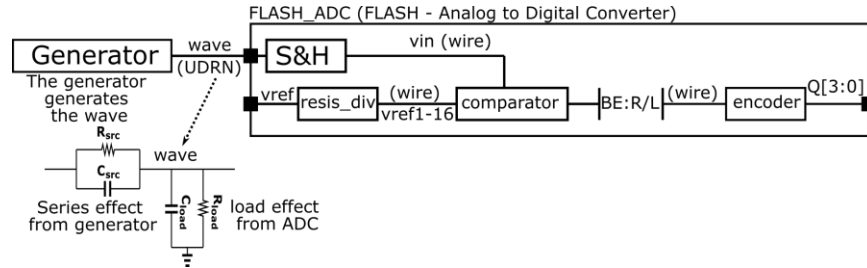 FLASH_ADC (FLASH - Analog to Digital Converter)
Generator
wave
(UDRN)
S&H
vin (wire)
The generator
generates
the wave
vref
resis_div
(wire)
vref1-16
comparator
BE:R/L
(wire)
encoder
Q[3:0]
Rsrc
Csrc
wave
Series effect
from generator
Cload
Rload
load effect
from ADC